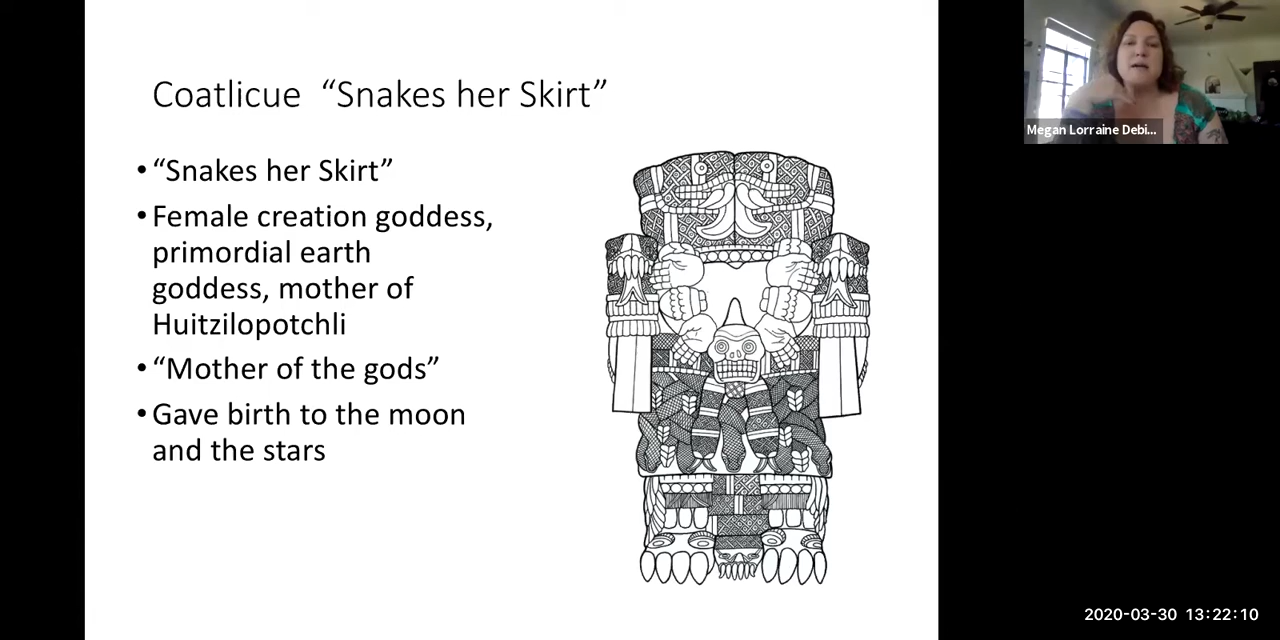 Coatlicue “Snakes her Skirt”
• “Snakes her Skirt”
• Female creation goddess,
primordial earth
goddess, mother of
Huitzilopotchli
• “Mother of the gods”
• Gave birth to the moon
and the stars
Megan Lorraine Debi...
2020-03-30 13:22:10